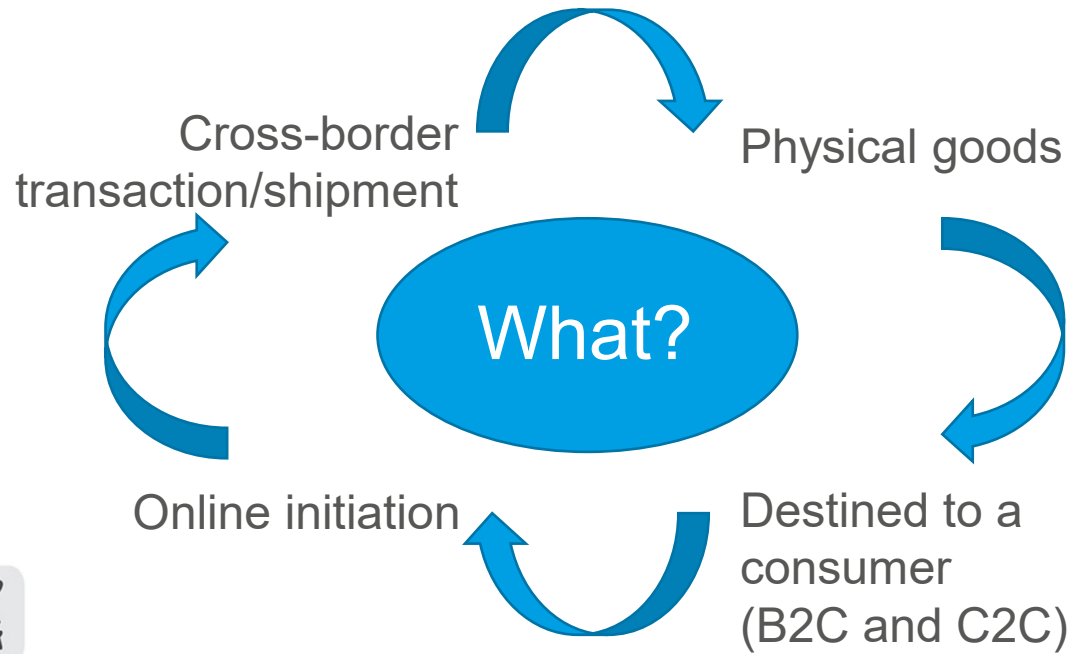 Cross-border
transaction/shipment
Physical goods
What?
Online initiation
Destined to a
consumer
(B2C and C2C)